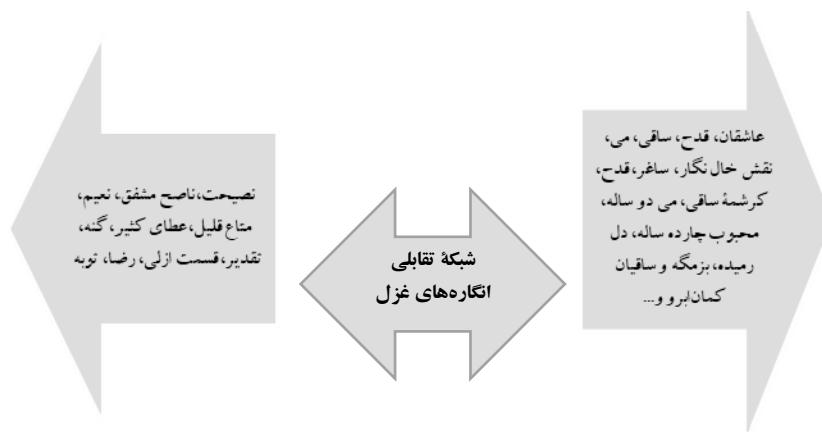 عاشقان، قدح، ساقی، می،
نقش خال نگار، ساغر، قدح،
کرشمۀ ساقی، می دو ساله،
محبوب چارده ساله، دل
رمیده، بزمگه و ساقیان
کمان‌ابرو و...
شبکۀ تقابلی
انگاره‌های غزل
نصیحت، ناصح مشفق، نعیم،
متاع قلیل، عطای کثیر، گنه،
تقدیر، قسمت ازلی، رضا، توبه